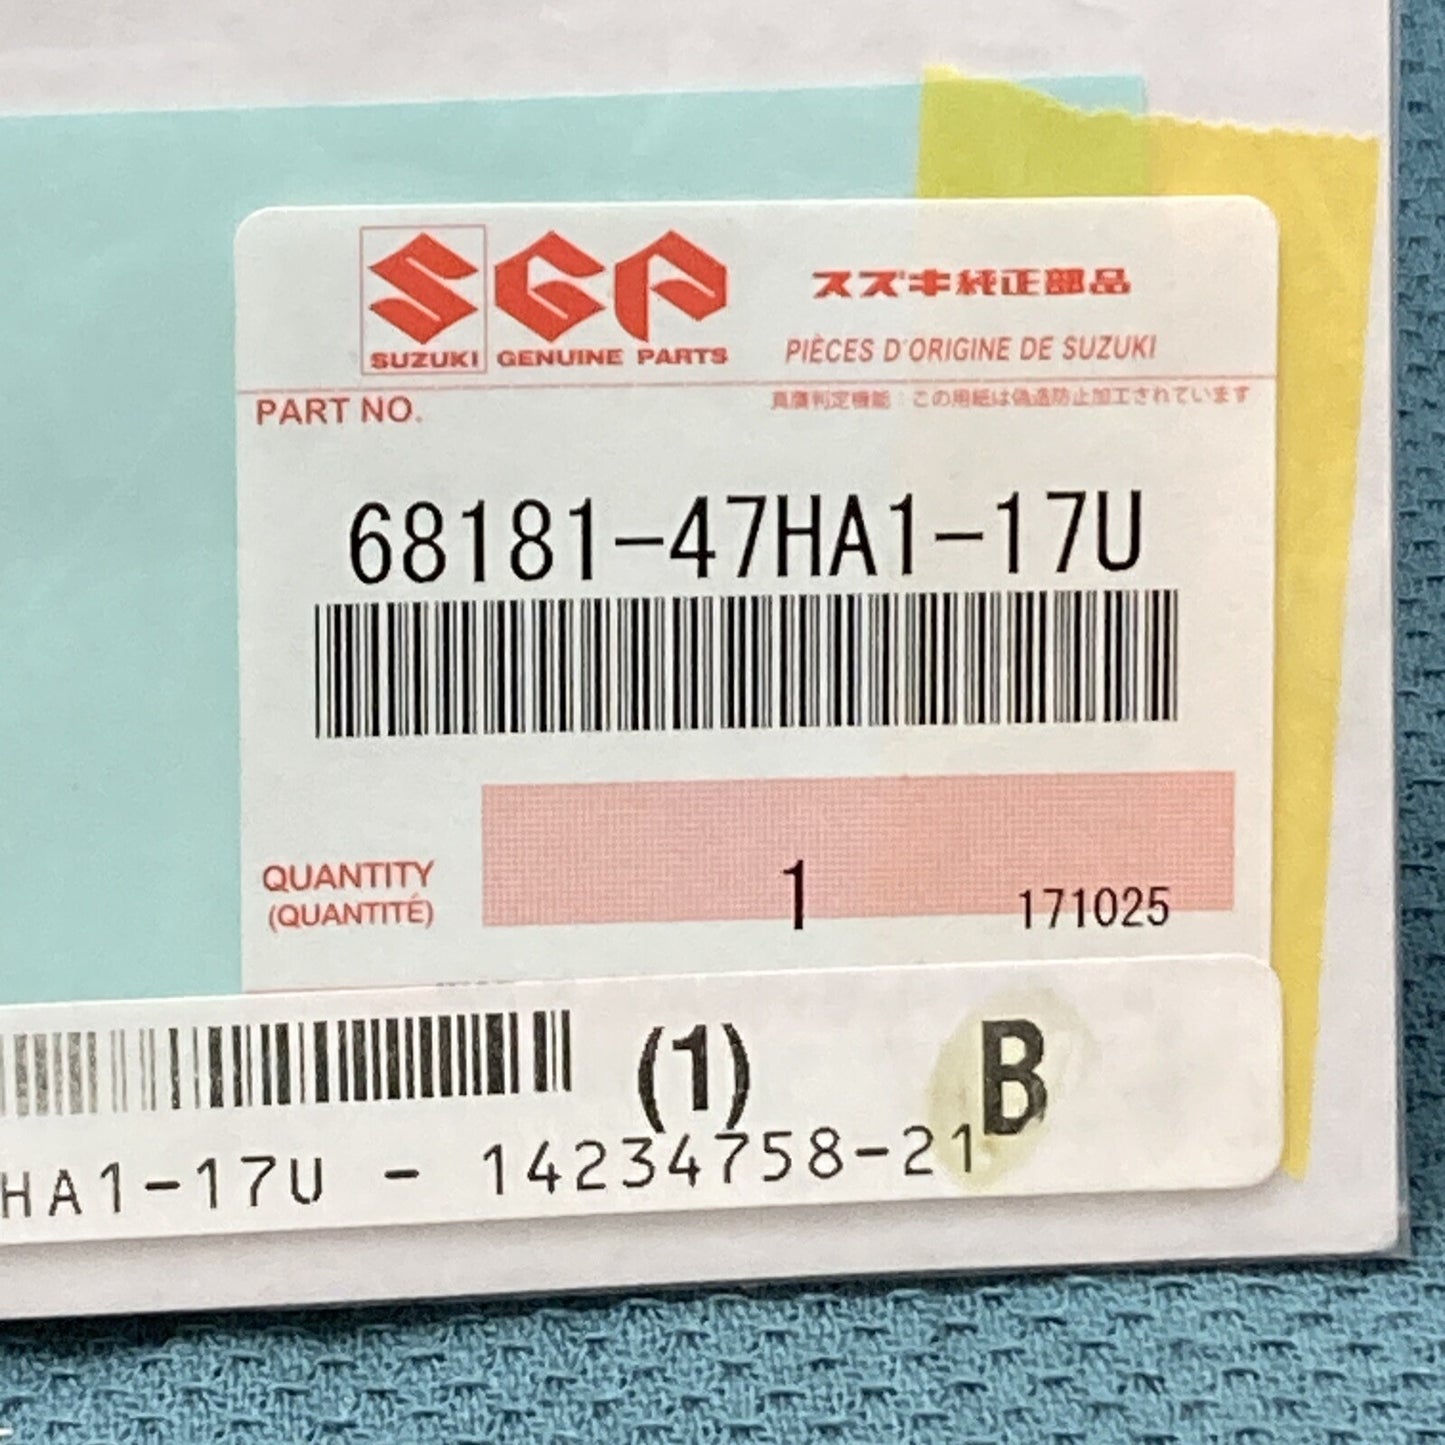 SUZUKI GENUINE PARTS
スズキ純正部品
PIÈCES D'ORIGINE DE SUZUKI
PART NO.
真贋判定機能：この用紙は偽造防止加工されています
68181-47HA1-17U
QUANTITY
(QUANTITÉ)
1
171025
(1) B
HA1-17U - 14234758-21